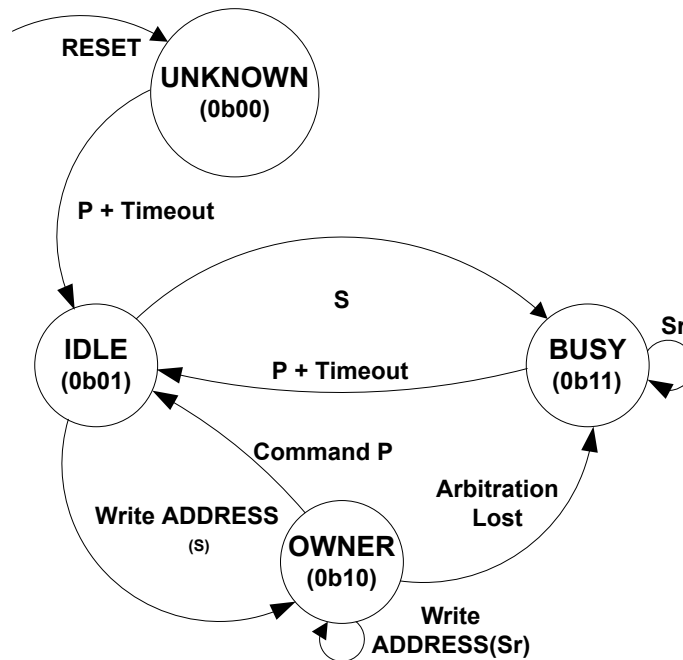 RESET
UNKNOWN
(0b00)
P + Timeout
S
IDLE
(0b01)
BUSY
(0b11)
Sr
P + Timeout
Command P
Arbitration
Lost
Write ADDRESS
(S)
OWNER
(0b10)
Write
ADDRESS(Sr)